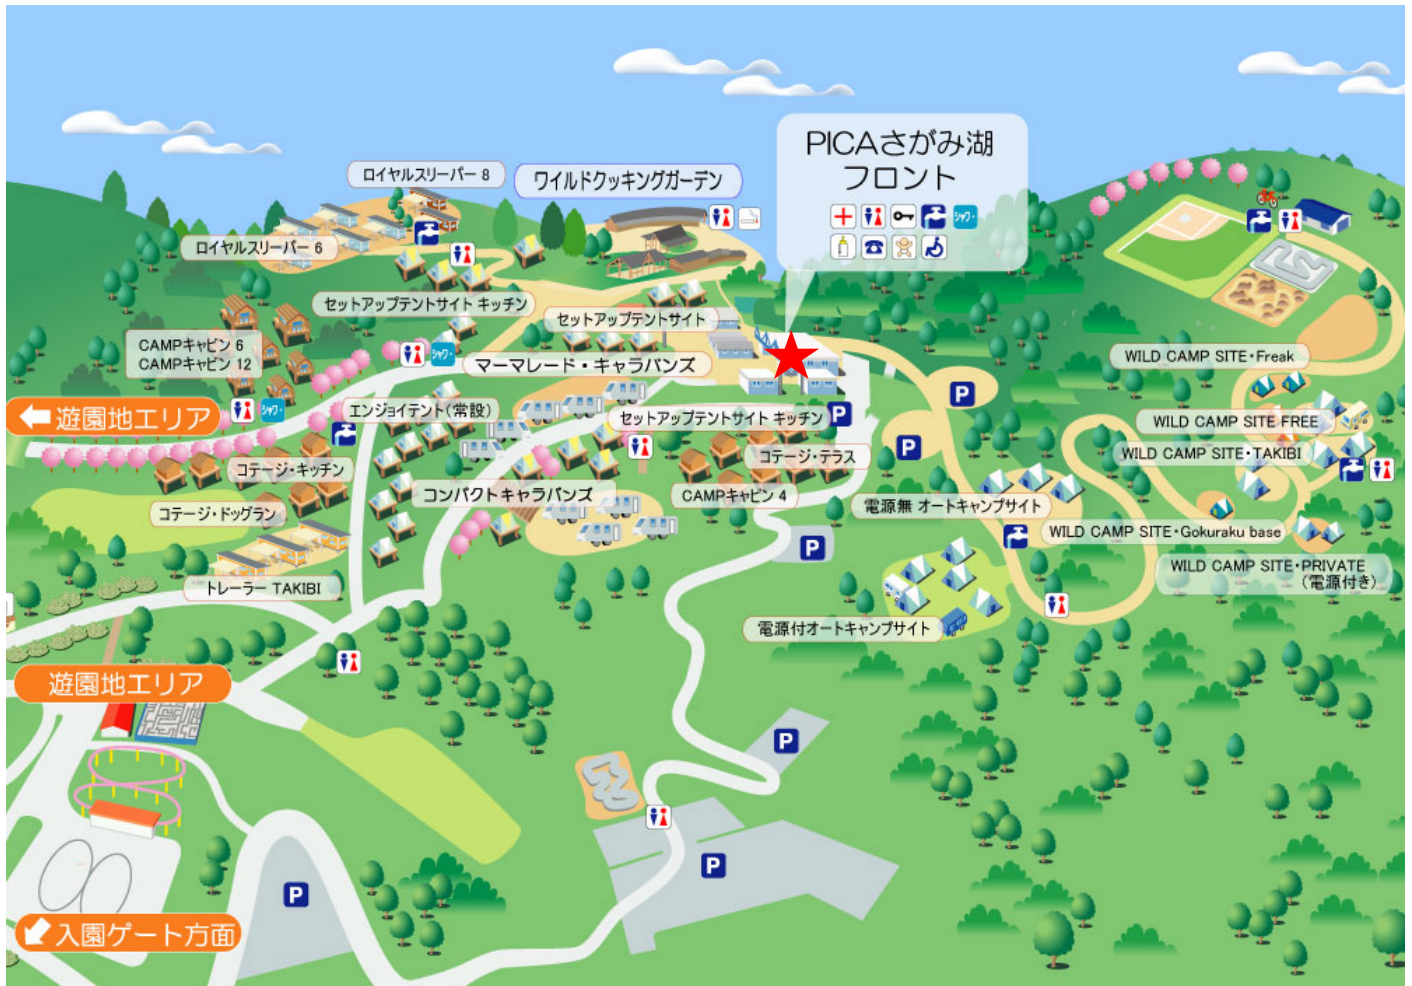 PICAさがみ湖
フロント
シャワー
ロイヤルスリーパー 8
ワイルドクッキングガーデン
ロイヤルスリーパー 6
セットアップテントサイト キッチン
セットアップテントサイト
CAMPキャビン 6
CAMPキャビン 12
シャワー
マーマレード・キャラバンズ
WILD CAMP SITE・Freak
遊園地エリア
シャワー
エンジョイテント(常設)
セットアップテントサイト キッチン
P
P
P
WILD CAMP SITE FREE
コテージ・キッチン
コテージ・テラス
WILD CAMP SITE・TAKIBI
コンパクトキャラバンズ
CAMPキャビン 4
電源無 オートキャンプサイト
コテージ・ドッグラン
WILD CAMP SITE・Gokuraku base
P
WILD CAMP SITE・PRIVATE
(電源付き)
トレーラー TAKIBI
電源付オートキャンプサイト
遊園地エリア
P
P
P
入園ゲート方面